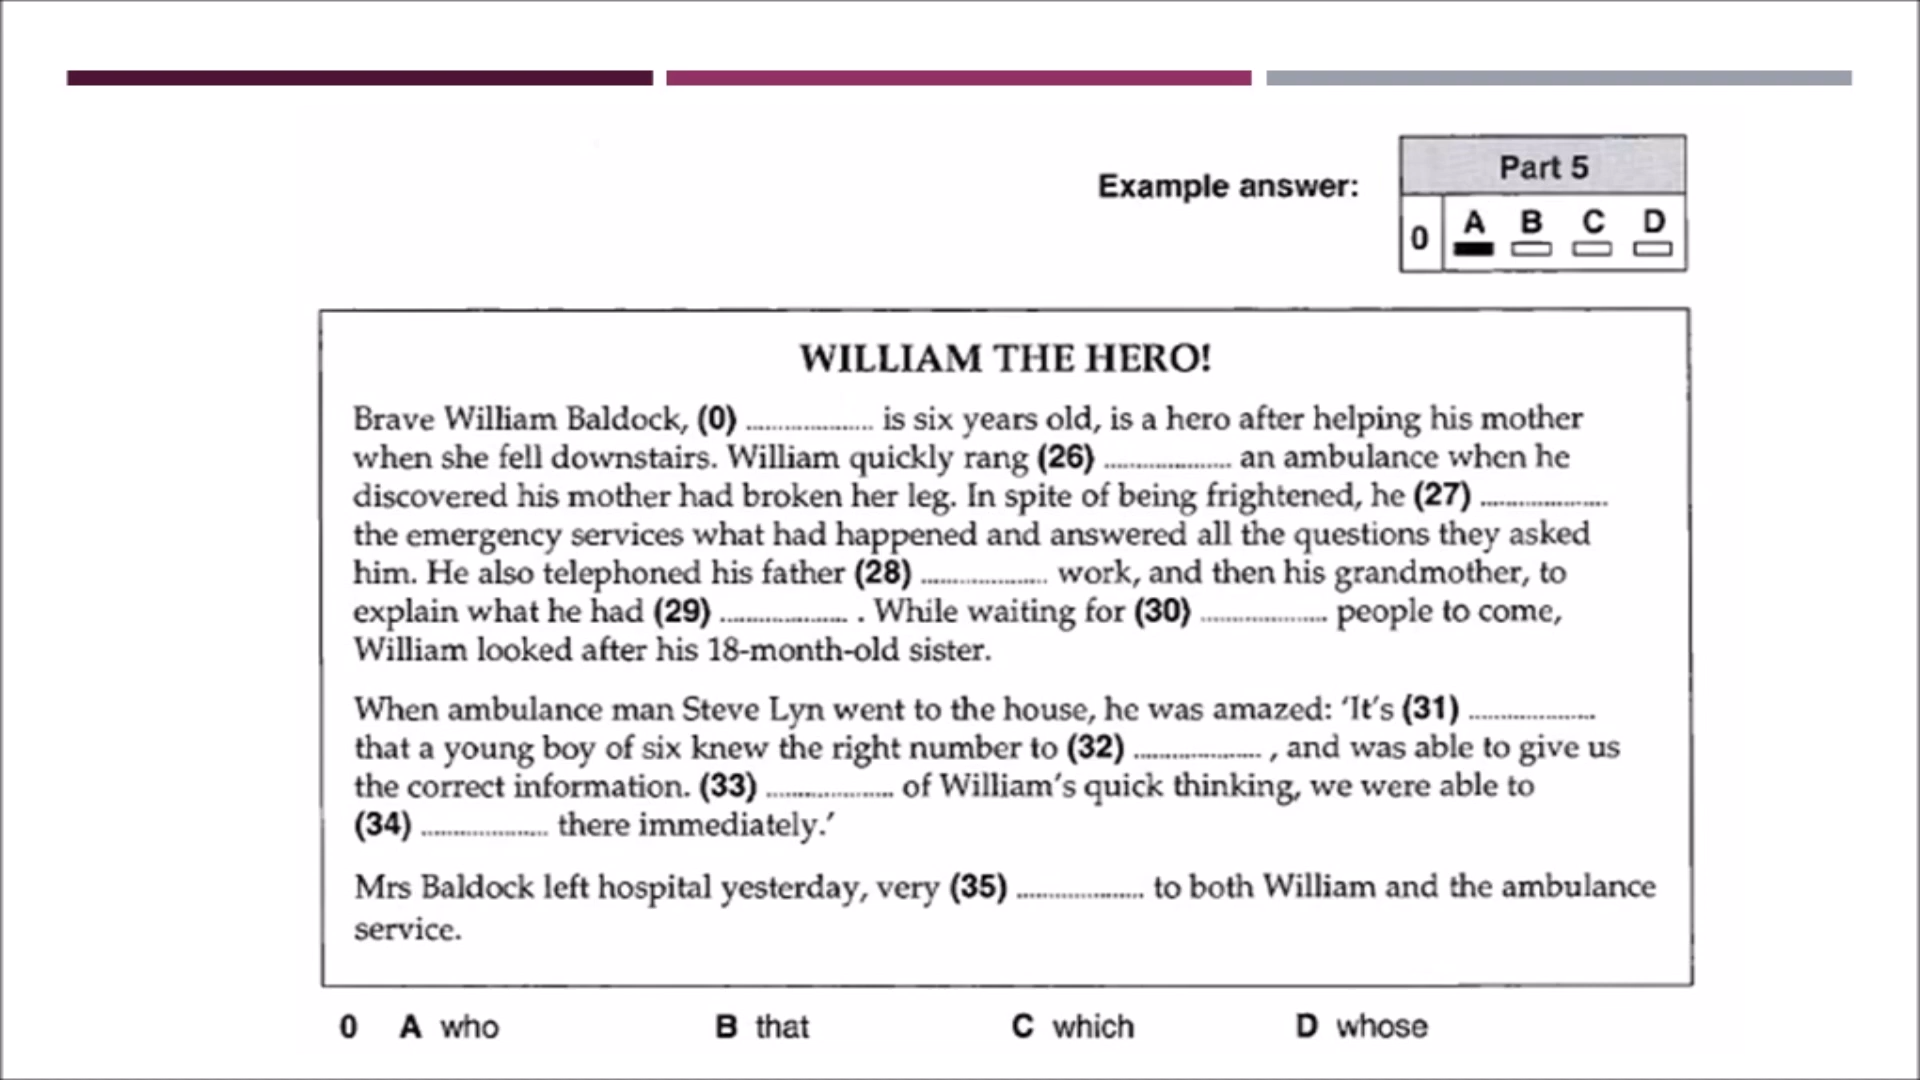 Example answer:
Part 5
0 A B C D
WILLIAM THE HERO!
Brave William Baldock, (0) .................... is six years old, is a hero after helping his mother
when she fell downstairs. William quickly rang (26) .................... an ambulance when he
discovered his mother had broken her leg. In spite of being frightened, he (27) ....................
the emergency services what had happened and answered all the questions they asked
him. He also telephoned his father (28) .................... work, and then his grandmother, to
explain what he had (29) .................... . While waiting for (30) .................... people to come,
William looked after his 18-month-old sister.
When ambulance man Steve Lyn went to the house, he was amazed: ‘It’s (31) ....................
that a young boy of six knew the right number to (32) .................... , and was able to give us
the correct information. (33) .................... of William’s quick thinking, we were able to
(34) .................... there immediately.’
Mrs Baldock left hospital yesterday, very (35) .................... to both William and the ambulance
service.
0 A who B that C which D whose